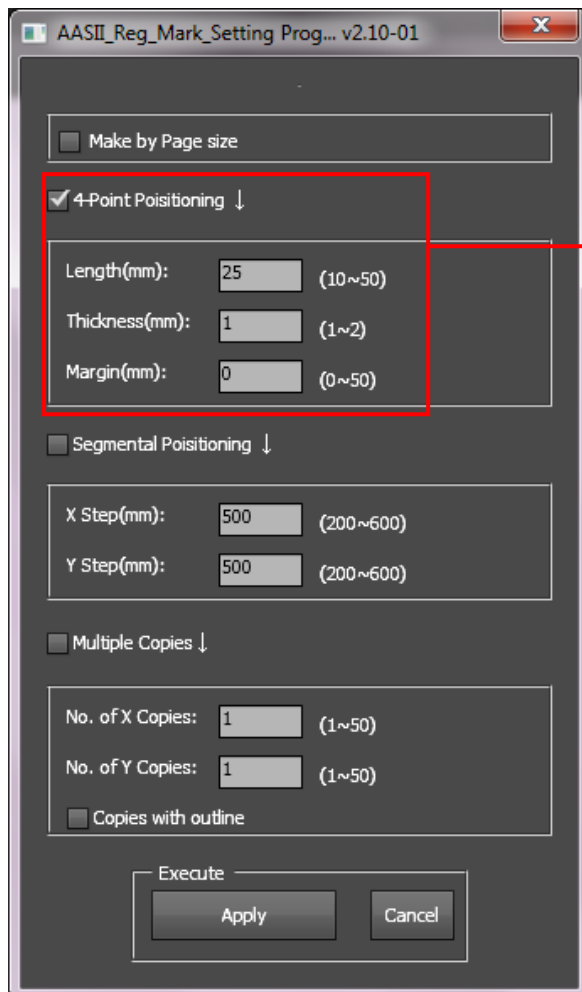 AASII_Reg_Mark_Setting Prog... v2.10-01
Make by Page size
4-Point Poisitioning ↓
Length(mm): 25 (10~50)
Thickness(mm): 1 (1~2)
Margin(mm): 0 (0~50)
Segmental Poisitioning ↓
X Step(mm): 500 (200~600)
Y Step(mm): 500 (200~600)
Multiple Copies ↓
No. of X Copies: 1 (1~50)
No. of Y Copies: 1 (1~50)
Copies with outline
Execute
Apply Cancel